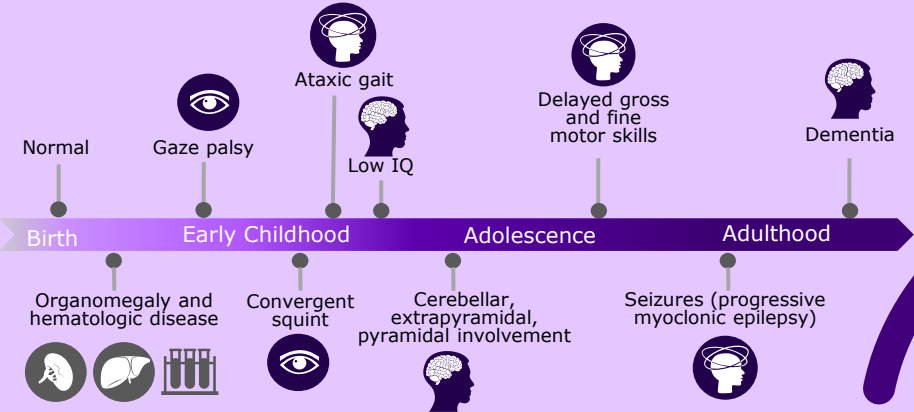 Ataxic gait
Delayed gross
and fine
motor skills
Dementia
Normal
Gaze palsy
Low IQ
Birth
Early Childhood
Adolescence
Adulthood
Organomegaly and
hematologic disease
Convergent
squint
Cerebellar,
extrapyramidal,
pyramidal involvement
Seizures (progressive
myoclonic epilepsy)